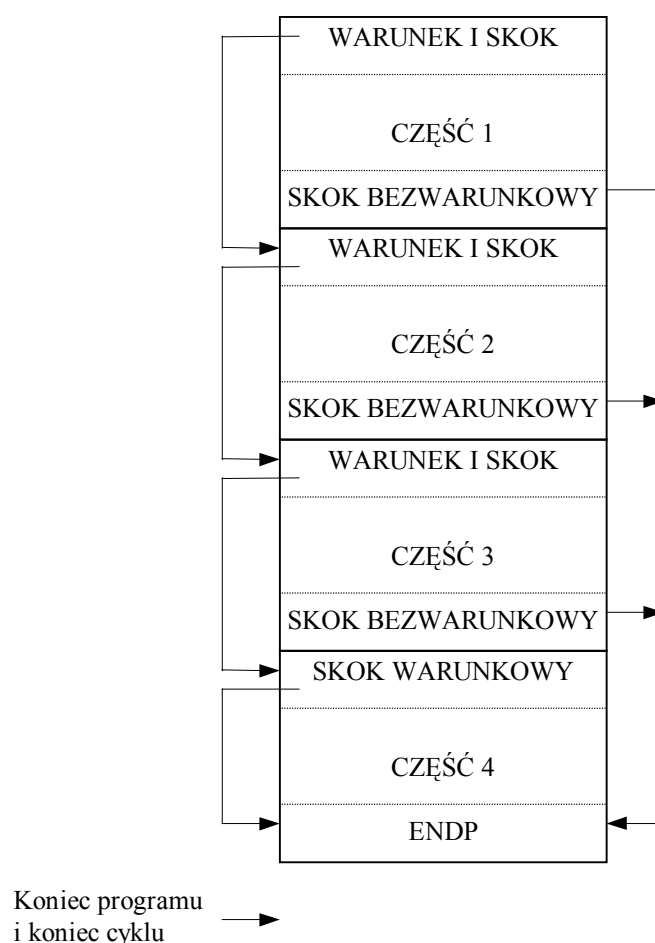 WARUNEK I SKOK
CZĘŚĆ 1
SKOK BEZWARUNKOWY
WARUNEK I SKOK
CZĘŚĆ 2
SKOK BEZWARUNKOWY
WARUNEK I SKOK
CZĘŚĆ 3
SKOK BEZWARUNKOWY
SKOK WARUNKOWY
CZĘŚĆ 4
ENDP
Koniec programu
i koniec cyklu